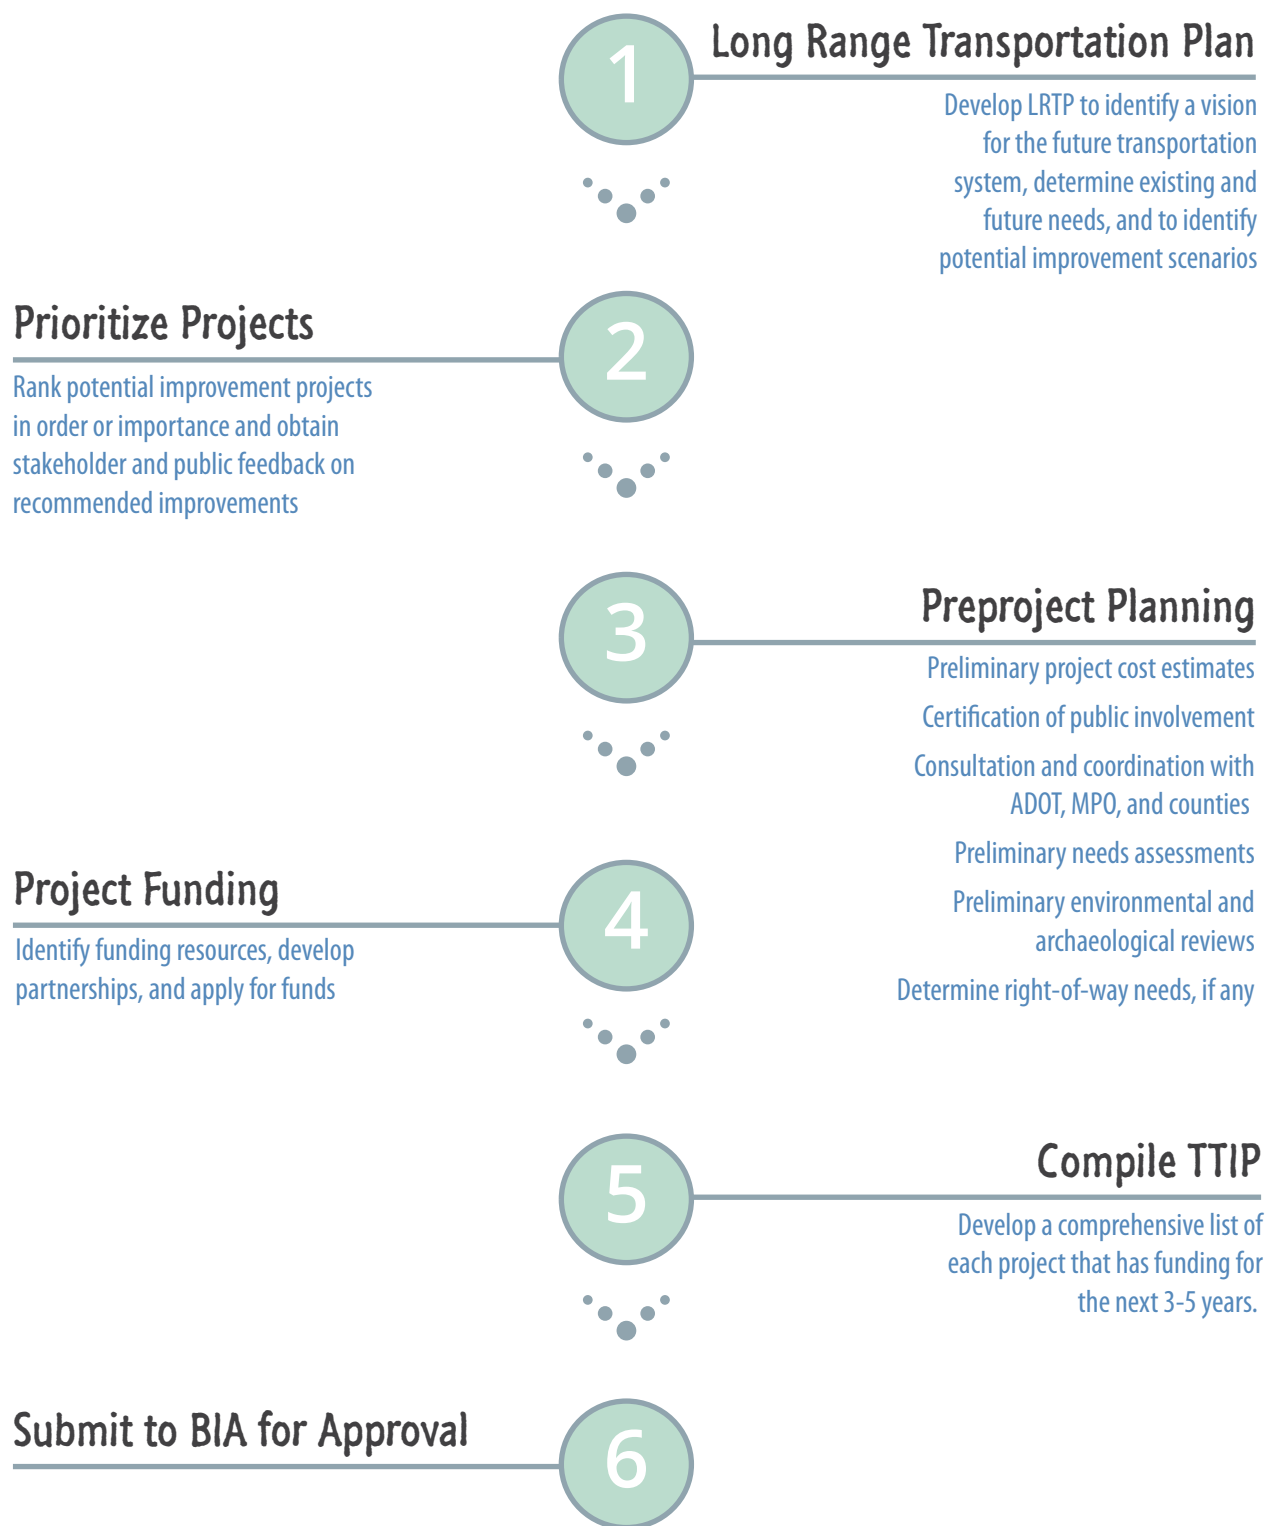 1
Long Range Transportation Plan
Develop LRTP to identify a vision
for the future transportation
system, determine existing and
future needs, and to identify
potential improvement scenarios
Prioritize Projects
2
Rank potential improvement projects
in order or importance and obtain
stakeholder and public feedback on
recommended improvements
3
Preproject Planning
Preliminary project cost estimates
Certification of public involvement
Consultation and coordination with
ADOT, MPO, and counties
Preliminary needs assessments
Preliminary environmental and
archaeological reviews
Determine right-of-way needs, if any
Project Funding
4
Identify funding resources, develop
partnerships, and apply for funds
5
Compile TTIP
Develop a comprehensive list of
each project that has funding for
the next 3-5 years.
Submit to BIA for Approval
6